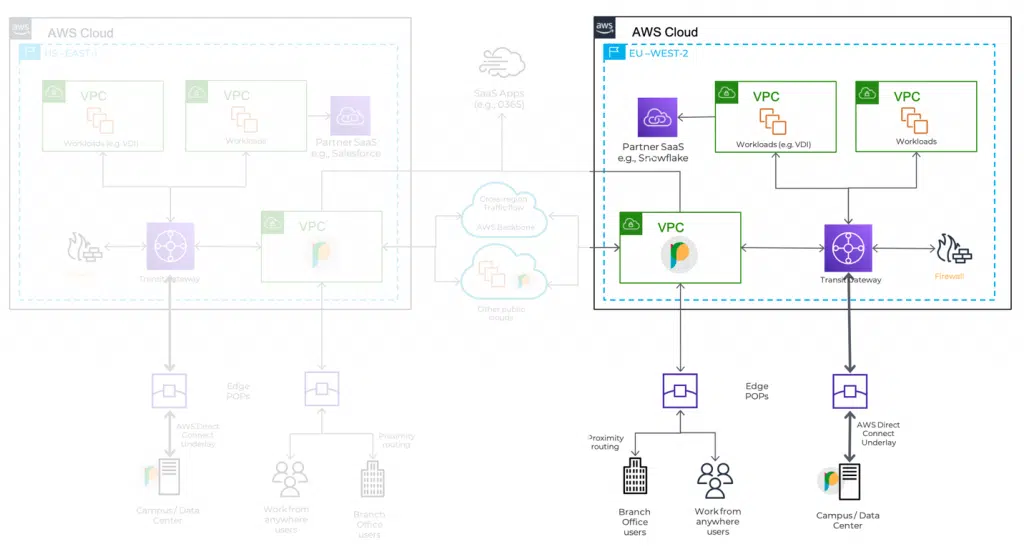 aws
AWS Cloud
US-EAST-1
VPC
Workloads (e.g. VDI)
VPC
Workloads
Partner SaaS
e.g., Salesforce
VPC
Transit Gateway
SaaS Apps
(e.g., O365)
Cross-region
Traffic flow
AWS Backbone
Other public
clouds
Edge
POPs
AWS Direct
Connect
Underlay
Proximity
routing
Campus / Data
Center
Work from
anywhere
users
Branch
Office
users
aws
AWS Cloud
EU –WEST-2
Partner SaaS
e.g., Snowflake
VPC
Workloads (e.g. VDI)
VPC
Workloads
VPC
Transit Gateway
Firewall
Edge
POPs
AWS Direct
Connect
Underlay
Proximity
routing
Branch
Office
users
Work from
anywhere
users
Campus / Data
Center